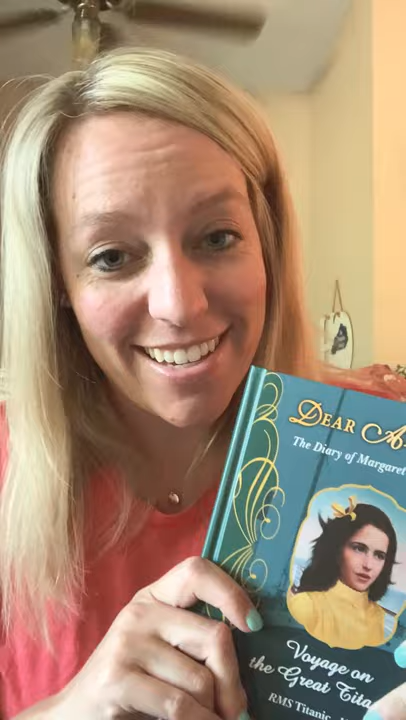 DEAR A
The Diary of Margaret
Voyage on
the Great Tita
RMS Titanic